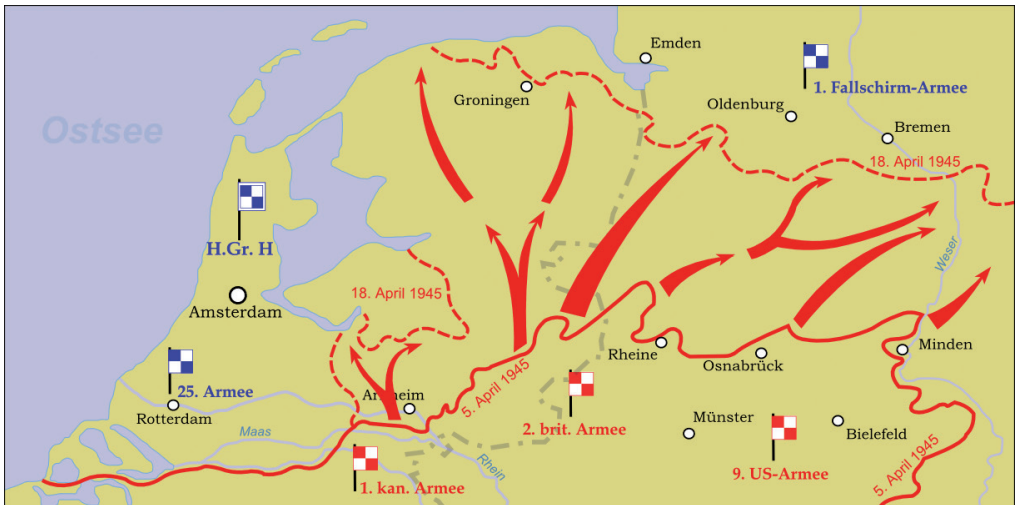 Emden
1. Fallschirm-Armee
Groningen
Oldenburg
Bremen
Ostsee
18. April 1945
H.Gr. H
Weser
18. April 1945
Amsterdam
Rheine
Minden
Osnabrück
25. Armee
5. April 1945
Arnheim
Rotterdam
2. brit. Armee
Münster
Bielefeld
Maas
Rhein
9. US-Armee
5. April 1945
1. kan. Armee